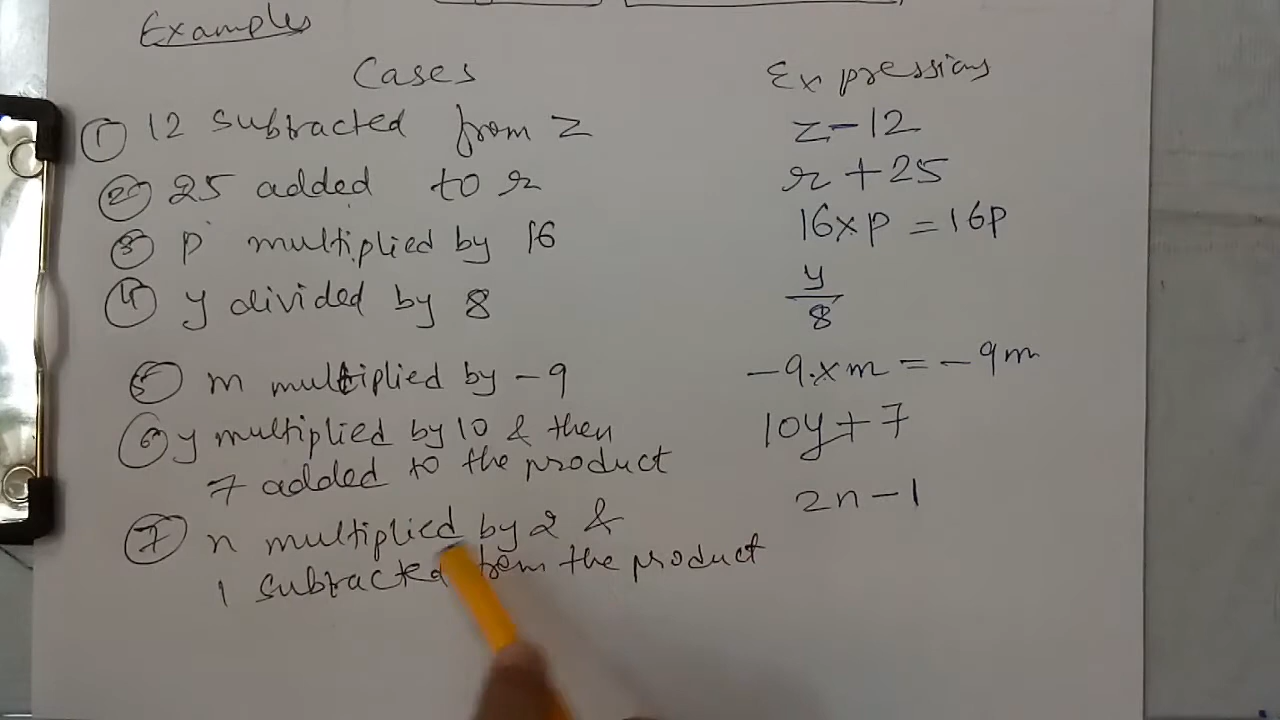 Examples
Cases Expressions
① 12 subtracted from z z-12
② 25 added to r r+25
③ p multiplied by 16 16xp = 16p
④ y divided by 8 y/8
⑤ m multiplied by -9 -9xm = -9m
⑥ y multiplied by 10 & then 10y+7
7 added to the product
⑦ n multiplied by 2 & 2n-1
1 subtracted from the product